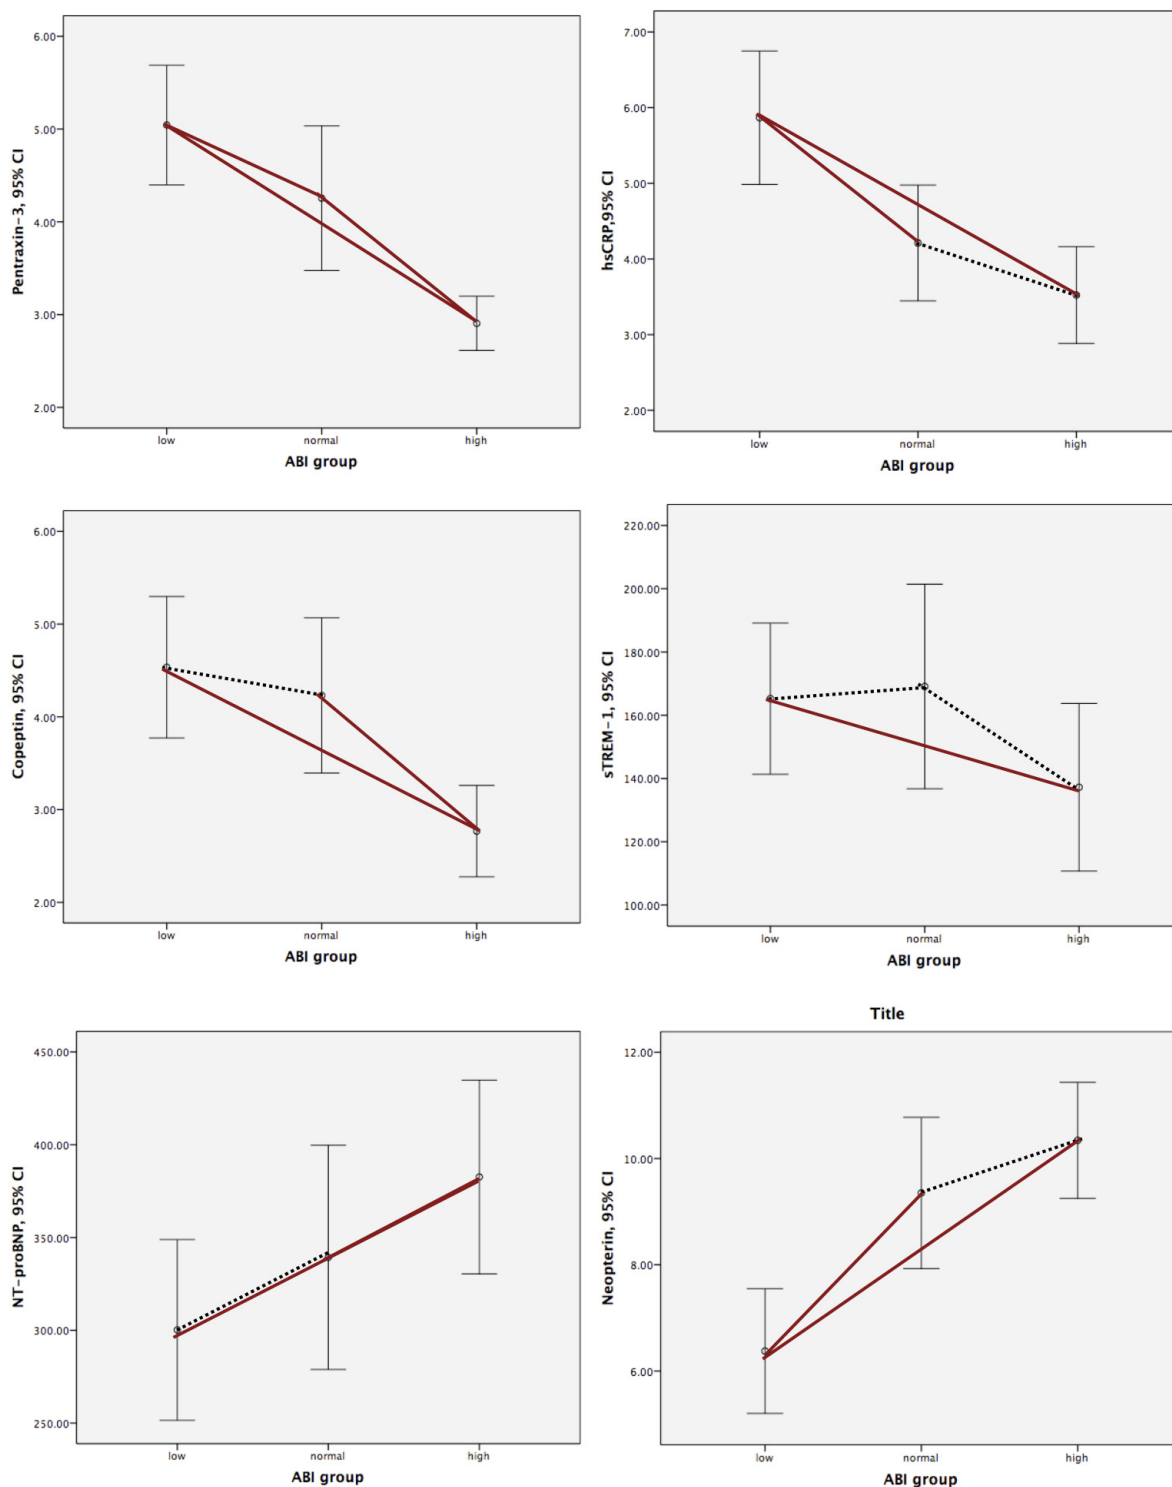 Pentraxin-3, 95% CI
6.00
5.00
4.00
3.00
2.00
low normal high
ABI group
hsCRP,95% CI
7.00
6.00
5.00
4.00
3.00
2.00
low normal high
ABI group
Copeptin, 95% CI
6.00
5.00
4.00
3.00
2.00
low normal high
ABI group
sTREM-1, 95% CI
220.00
200.00
180.00
160.00
140.00
120.00
100.00
low normal high
ABI group
NT-proBNP, 95% CI
450.00
400.00
350.00
300.00
250.00
low normal high
ABI group
Title
Neopterin, 95% CI
12.00
10.00
8.00
6.00
low normal high
ABI group